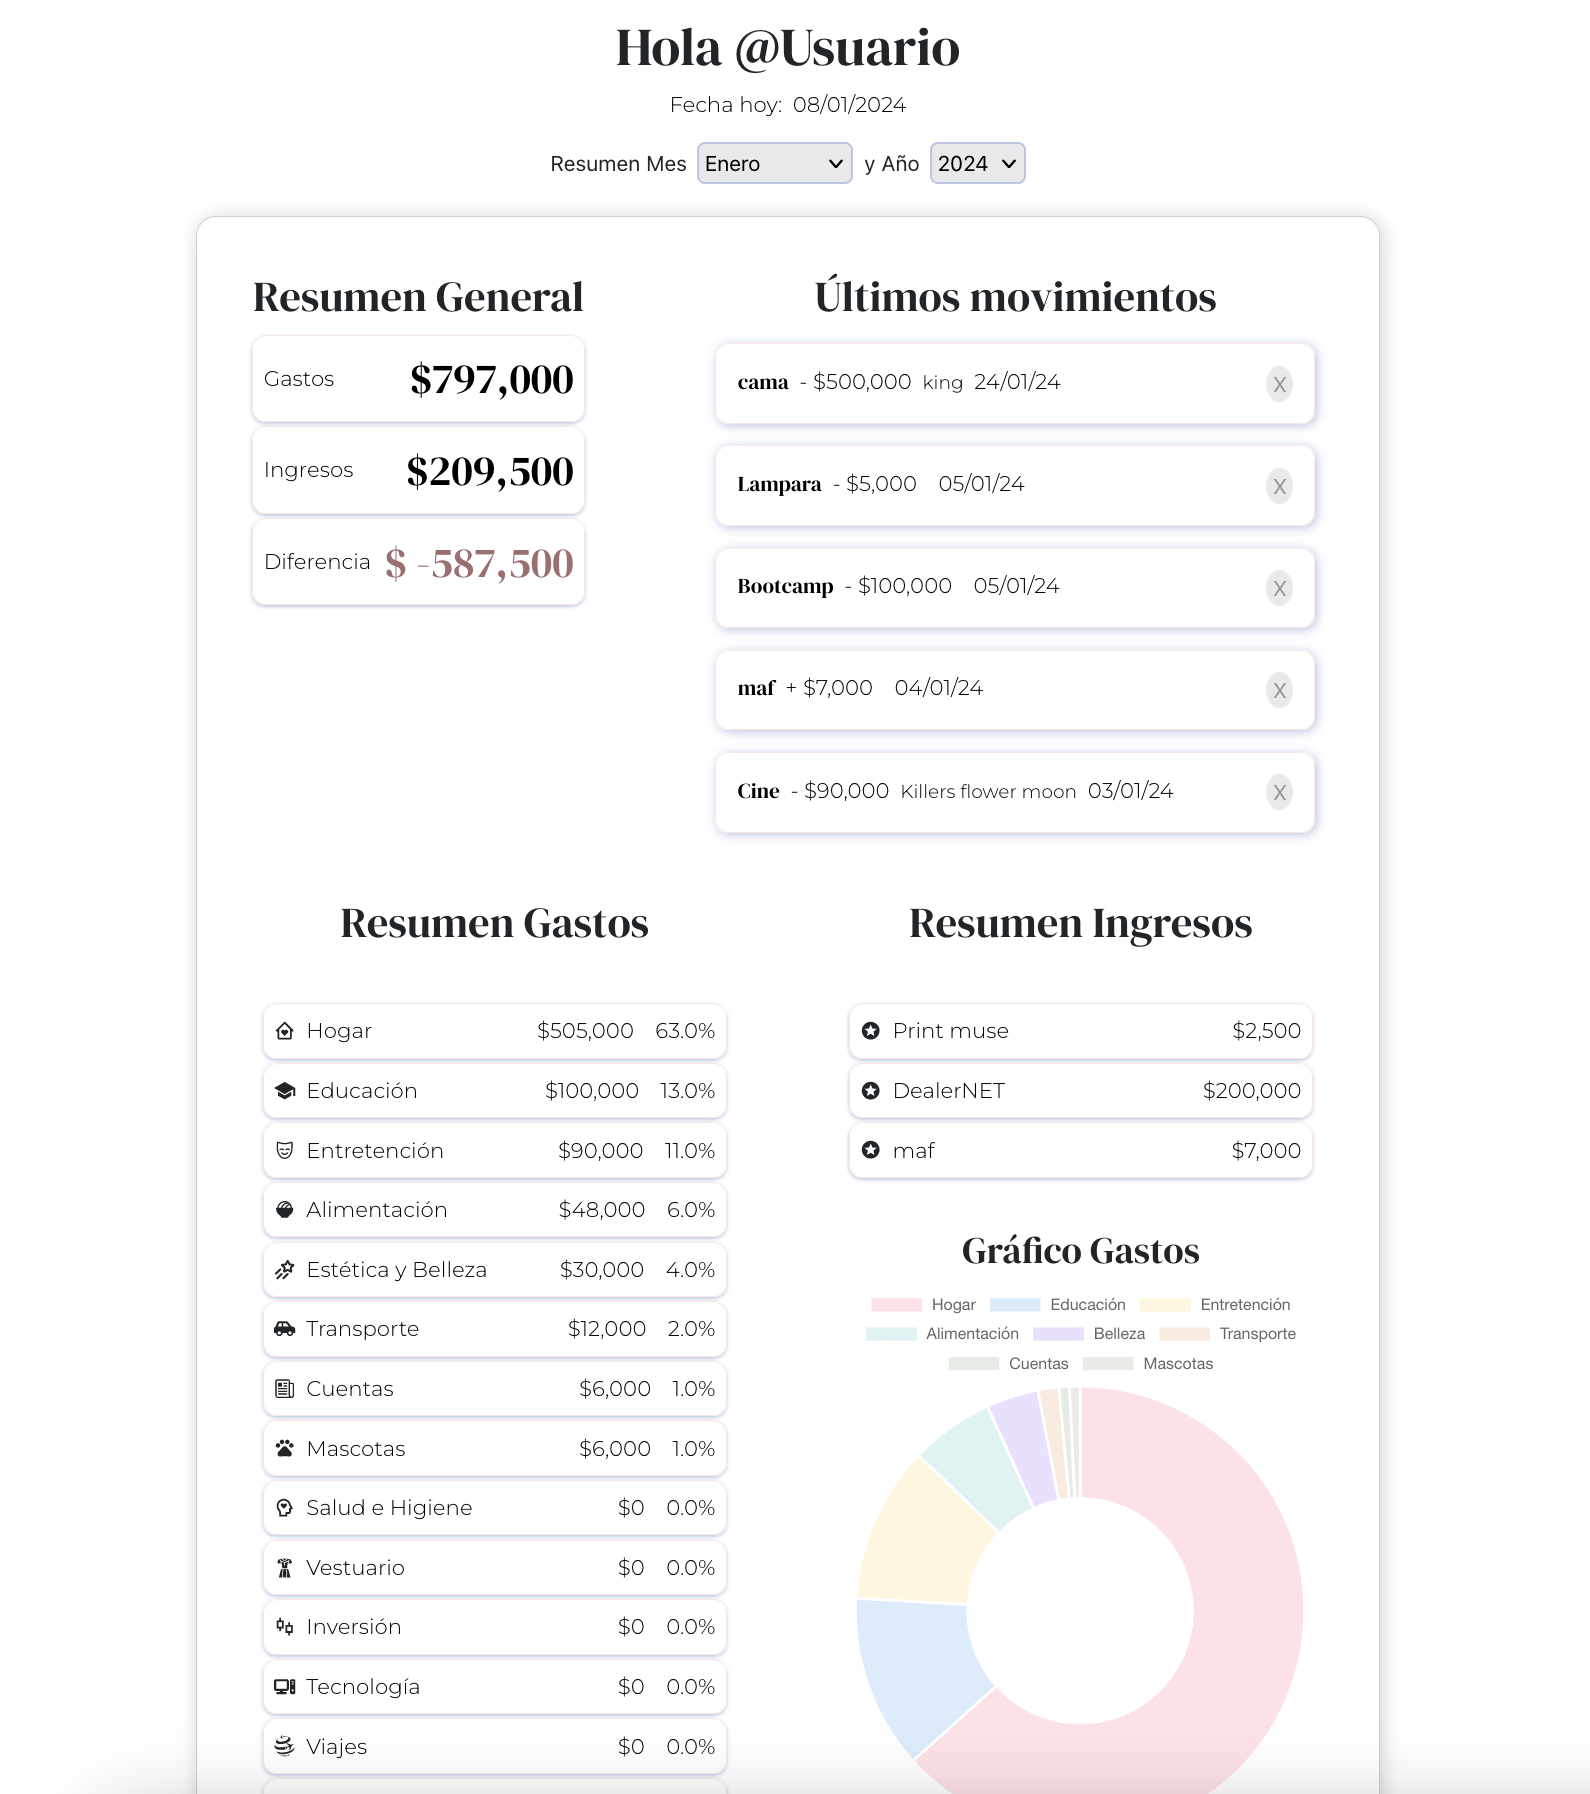 Hola @Usuario
Fecha hoy: 08/01/2024
Resumen Mes Enero y Año 2024
Resumen General
Gastos $797,000
Ingresos $209,500
Diferencia $ -587,500
Últimos movimientos
cama - $500,000 king 24/01/24 X
Lampara - $5,000 05/01/24 X
Bootcamp - $100,000 05/01/24 X
maf + $7,000 04/01/24 X
Cine - $90,000 Killers flower moon 03/01/24 X
Resumen Gastos
Hogar $505,000 63.0%
Educación $100,000 13.0%
Entretención $90,000 11.0%
Alimentación $48,000 6.0%
Estética y Belleza $30,000 4.0%
Transporte $12,000 2.0%
Cuentas $6,000 1.0%
Mascotas $6,000 1.0%
Salud e Higiene $0 0.0%
Vestuario $0 0.0%
Inversión $0 0.0%
Tecnología $0 0.0%
Viajes $0 0.0%
Resumen Ingresos
Print muse $2,500
DealerNET $200,000
maf $7,000
Gráfico Gastos
Hogar Educación Entretención
Alimentación Belleza Transporte
Cuentas Mascotas